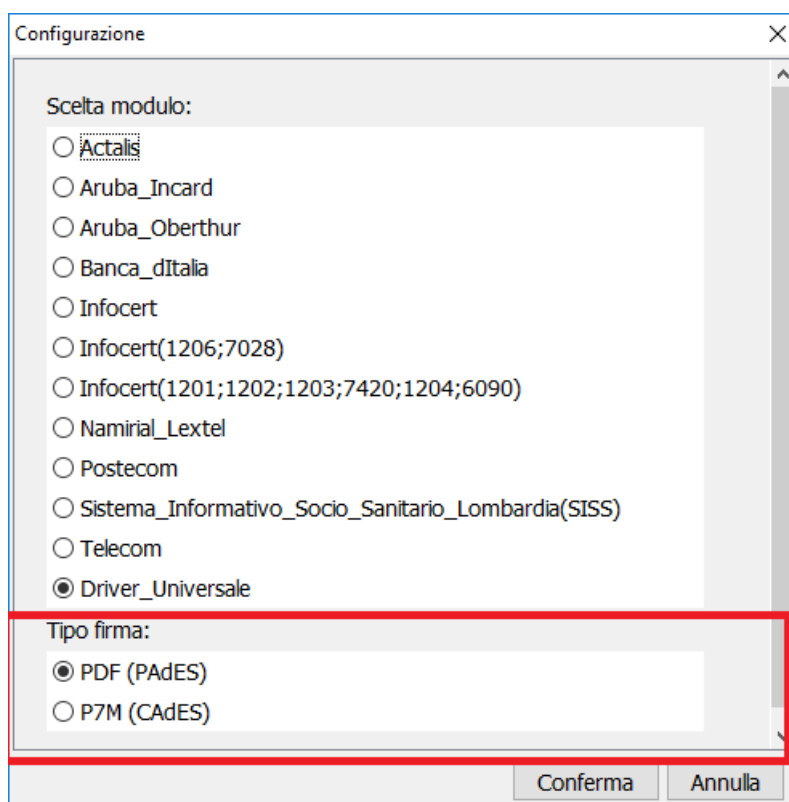 Configurazione
Scelta modulo:
Actalis
Aruba_Incard
Aruba_Oberthur
Banca_dItalia
Infocert
Infocert(1206;7028)
Infocert(1201;1202;1203;7420;1204;6090)
Namirial_Lextel
Postecom
Sistema_Informativo_Socio_Sanitario_Lombardia(SISS)
Telecom
Driver_Universale
Tipo firma:
PDF (PAdES)
P7M (CAdES)
Conferma Annulla